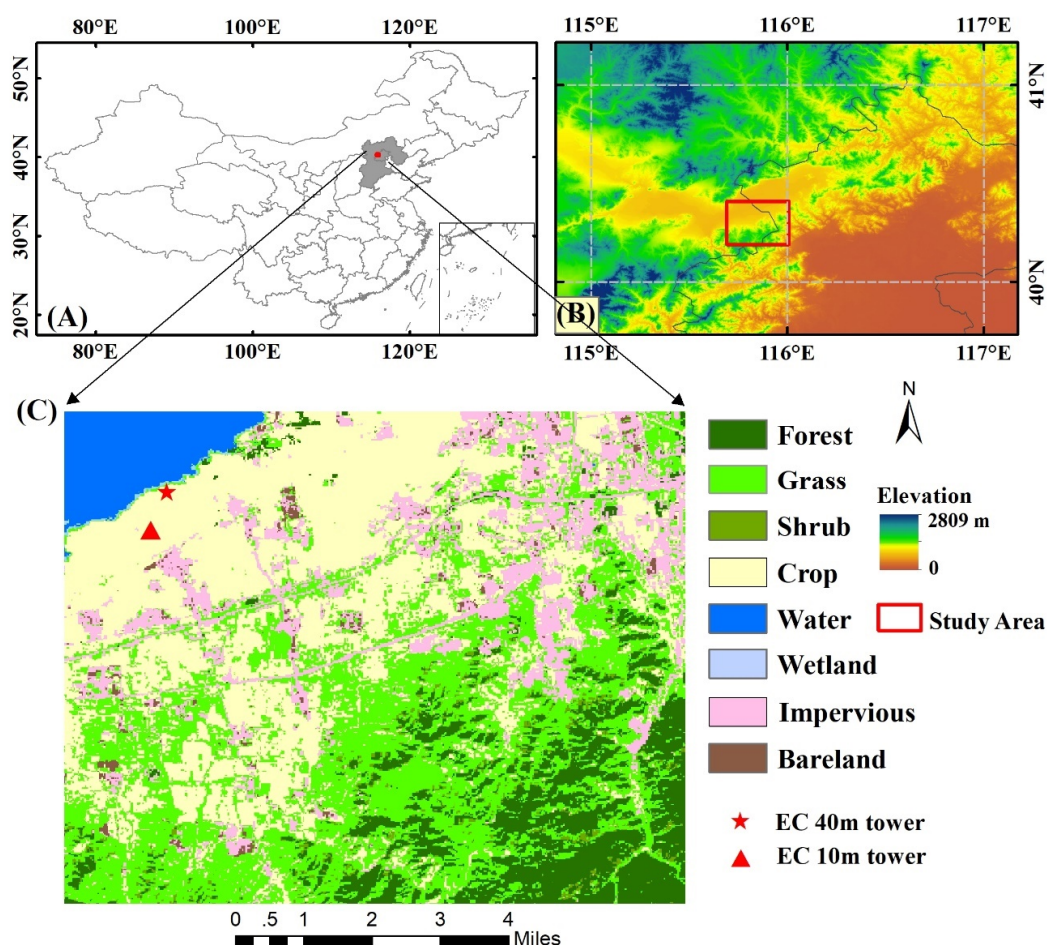 80°E 100°E 120°E
50°N
40°N
30°N
20°N
(A)
80°E 100°E 120°E
115°E 116°E 117°E
41°N
40°N
(B)
115°E 116°E 117°E
(C)
Forest
Grass
Shrub
Crop
Water
Wetland
Impervious
Bareland
EC 40m tower
EC 10m tower
N
Elevation
2809 m
0
Study Area
0 .5 1 2 3 4
Miles